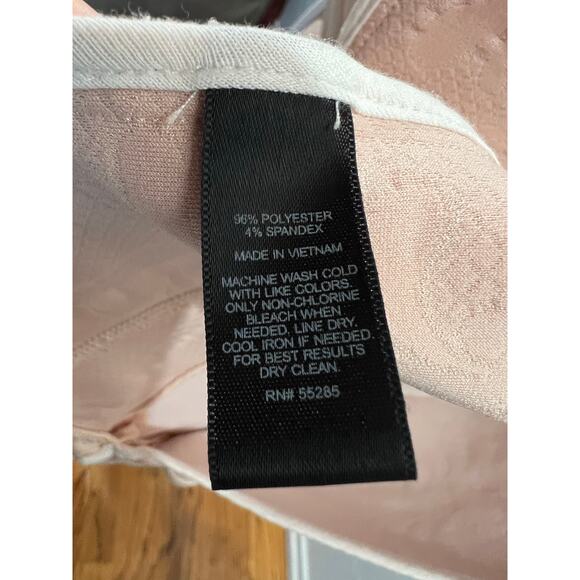 96% POLYESTER
4% SPANDEX
MADE IN VIETNAM
MACHINE WASH COLD
WITH LIKE COLORS.
ONLY NON-CHLORINE
BLEACH WHEN
NEEDED. LINE DRY.
COOL IRON IF NEEDED.
FOR BEST RESULTS
DRY CLEAN.
RN# 55285